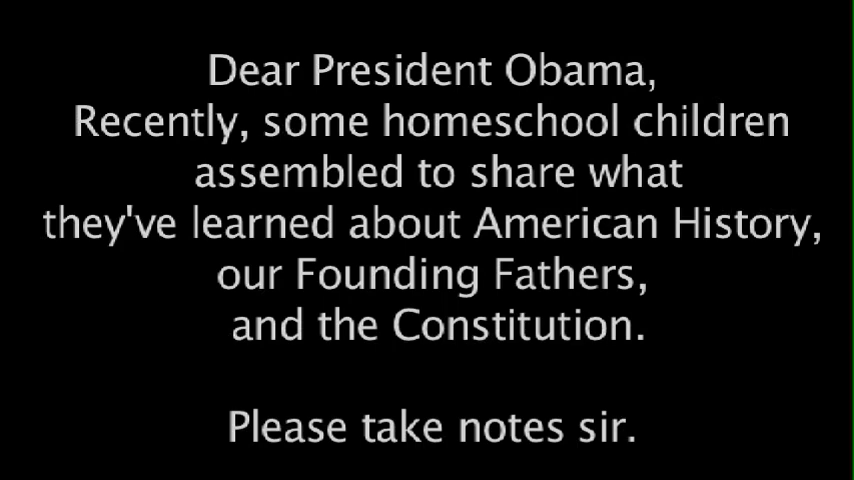 Dear President Obama,
Recently, some homeschool children
assembled to share what
they've learned about American History,
our Founding Fathers,
and the Constitution.
Please take notes sir.